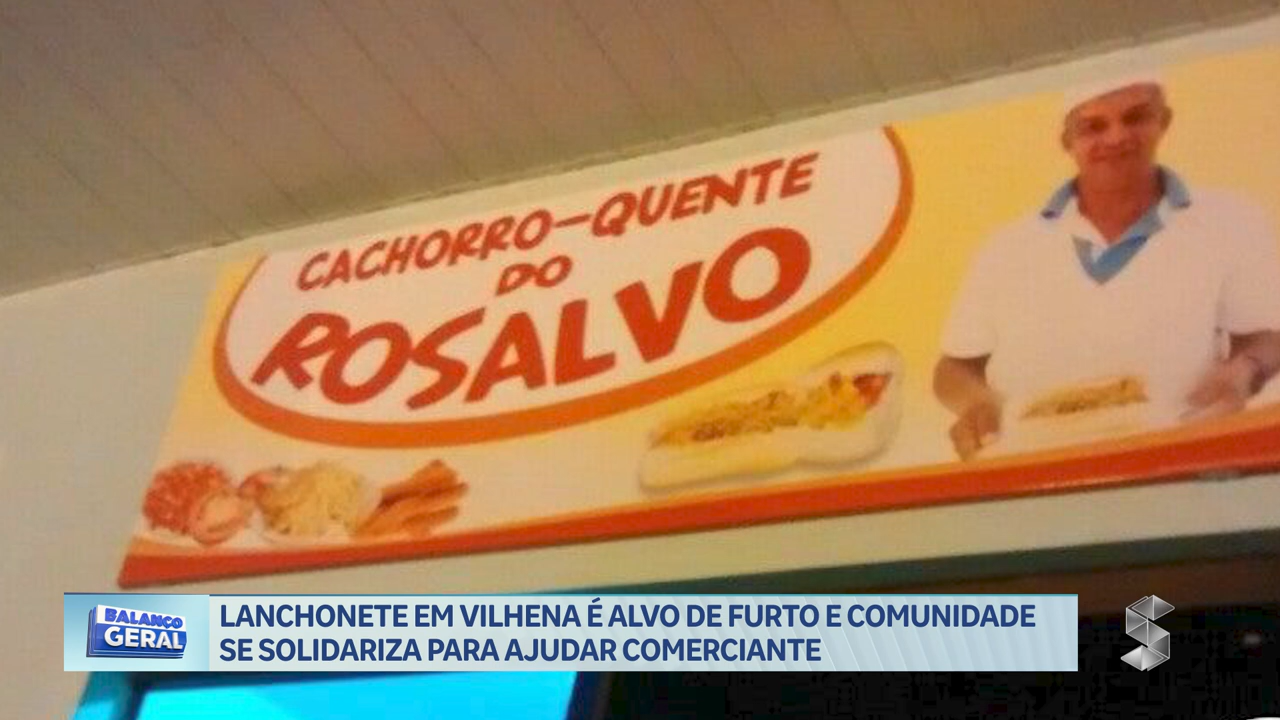 CACHORRO-QUENTE
DO
ROSALVO
BALANÇO
GERAL
LANCHONETE EM VILHENA É ALVO DE FURTO E COMUNIDADE
SE SOLIDARIZA PARA AJUDAR COMERCIANTE